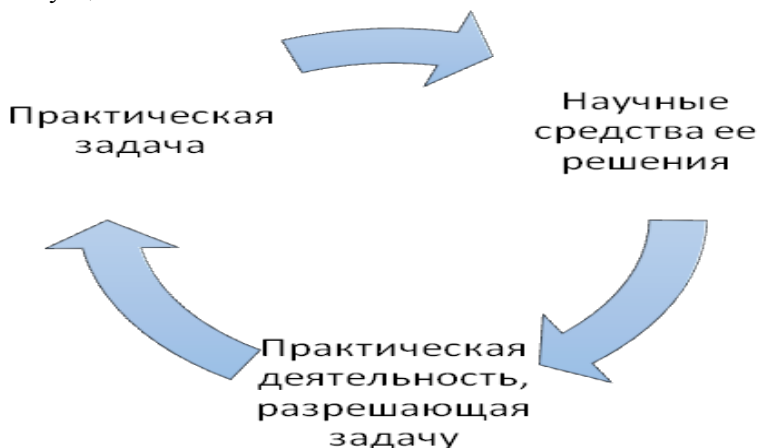 Практическая
задача
Научные
средства ее
решения
Практическая
деятельность,
разрешающая
задачу